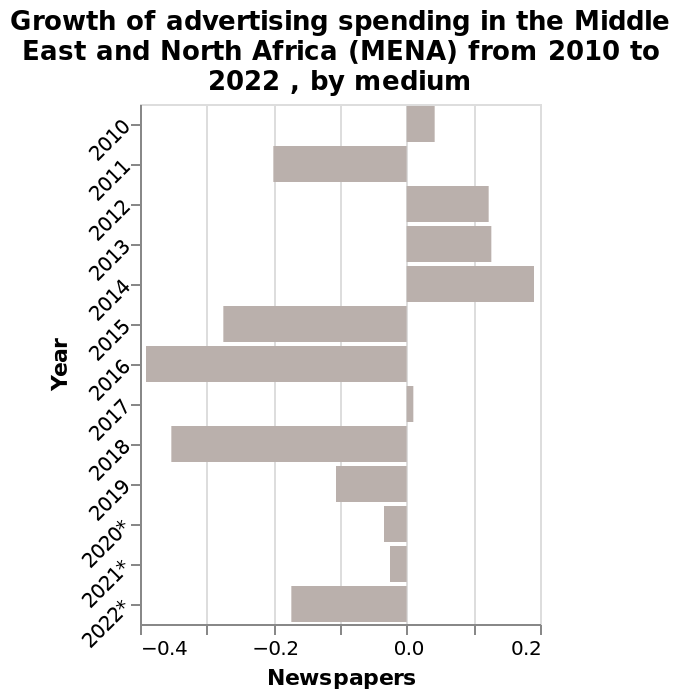 Growth of advertising spending in the Middle
East and North Africa (MENA) from 2010 to
2022 , by medium
2010
2011
2012
2013
2014
2015
2016
2017
2018
2019
2020*
2021*
2022*
Year
−0.4 −0.2 0.0 0.2
Newspapers